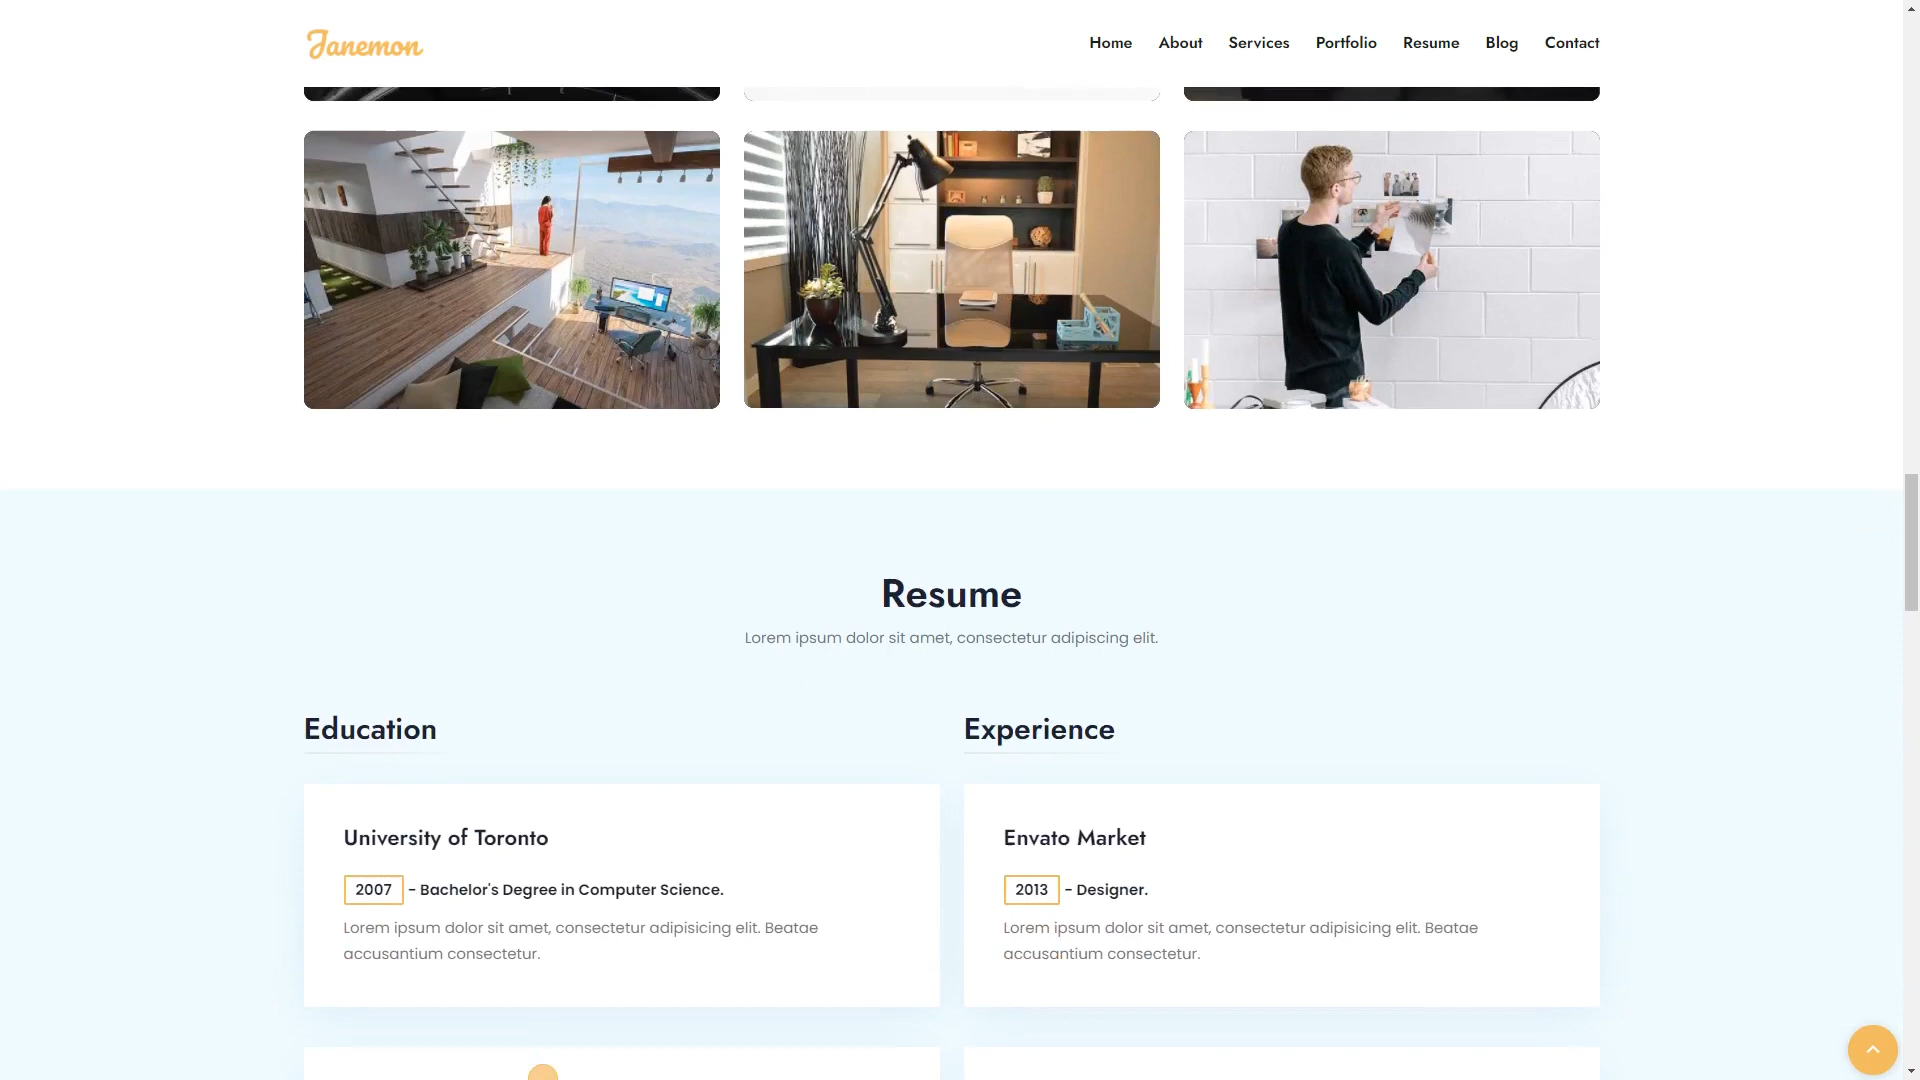 Janemon
Home About Services Portfolio Resume Blog Contact
Resume
Lorem ipsum dolor sit amet, consectetur adipiscing elit.
Education
Experience
University of Toronto
2007 - Bachelor's Degree in Computer Science.
Lorem ipsum dolor sit amet, consectetur adipisicing elit. Beatae
accusantium consectetur.
Envato Market
2013 - Designer.
Lorem ipsum dolor sit amet, consectetur adipisicing elit. Beatae
accusantium consectetur.